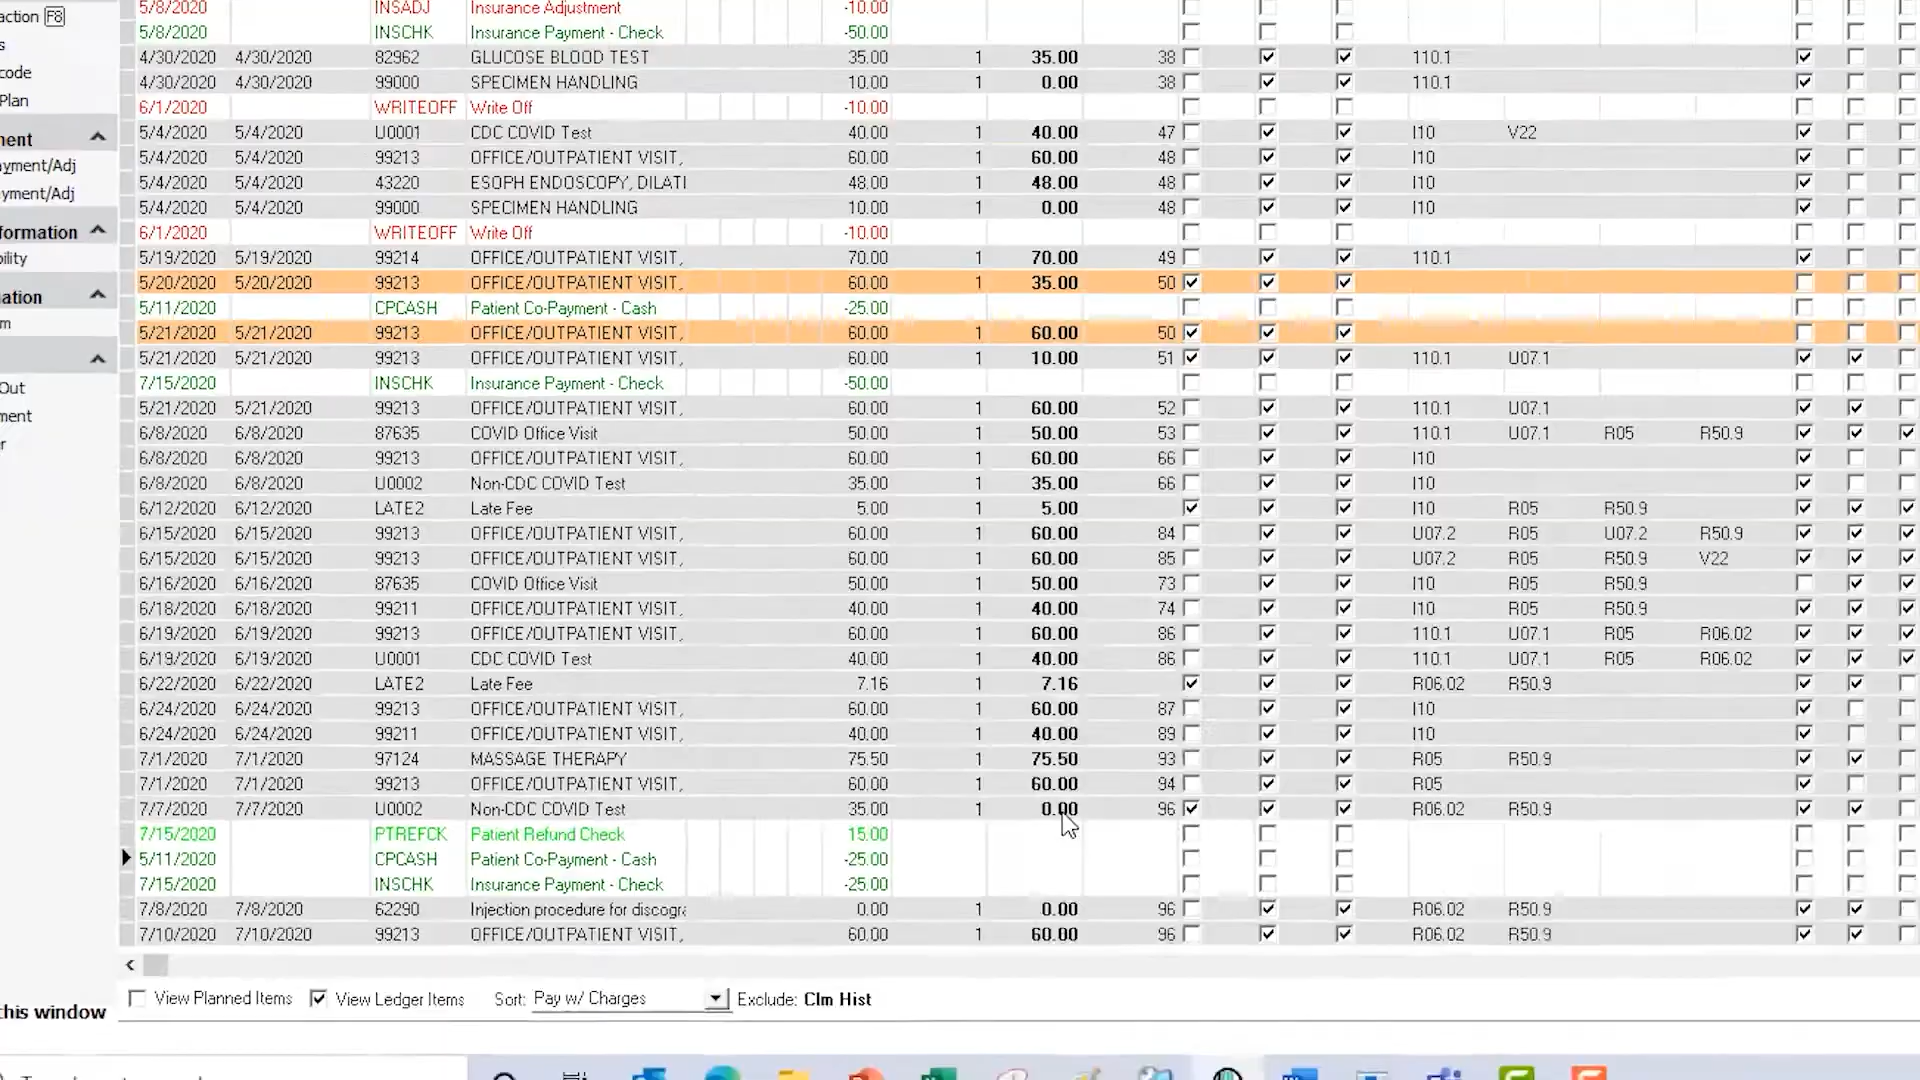 action F8
5/8/2020 INSADJ Insurance Adjustment -10.00
s
5/8/2020 INSCHK Insurance Payment - Check -50.00
4/30/2020 4/30/2020 82962 GLUCOSE BLOOD TEST 35.00 1 35.00 38 110.1
code
4/30/2020 4/30/2020 99000 SPECIMEN HANDLING 10.00 1 0.00 38 110.1
Plan
6/1/2020 WRITEOFF Write Off -10.00
ment
5/4/2020 5/4/2020 U0001 CDC COVID Test 40.00 1 40.00 47 I10 V22
5/4/2020 5/4/2020 99213 OFFICE/OUTPATIENT VISIT, 60.00 1 60.00 48 I10
ayment/Adj
5/4/2020 5/4/2020 43220 ESOPH ENDOSCOPY, DILATI 48.00 1 48.00 48 I10
yment/Adj
5/4/2020 5/4/2020 99000 SPECIMEN HANDLING 10.00 1 0.00 48 I10
formation
6/1/2020 WRITEOFF Write Off -10.00
bility
5/19/2020 5/19/2020 99214 OFFICE/OUTPATIENT VISIT, 70.00 1 70.00 49 110.1
5/20/2020 5/20/2020 99213 OFFICE/OUTPATIENT VISIT, 60.00 1 35.00 50
ation
5/11/2020 CPCASH Patient Co-Payment - Cash -25.00
m
5/21/2020 5/21/2020 99213 OFFICE/OUTPATIENT VISIT, 60.00 1 60.00 50
5/21/2020 5/21/2020 99213 OFFICE/OUTPATIENT VISIT, 60.00 1 10.00 51 110.1 U07.1
7/15/2020 INSCHK Insurance Payment - Check -50.00
Out
5/21/2020 5/21/2020 99213 OFFICE/OUTPATIENT VISIT, 60.00 1 60.00 52 110.1 U07.1
ment
6/8/2020 6/8/2020 87635 COVID Office Visit 50.00 1 50.00 53 110.1 U07.1 R05 R50.9
r
6/8/2020 6/8/2020 99213 OFFICE/OUTPATIENT VISIT, 60.00 1 60.00 66 I10
6/8/2020 6/8/2020 U0002 Non-CDC COVID Test 35.00 1 35.00 66 I10
6/12/2020 6/12/2020 LATE2 Late Fee 5.00 1 5.00 I10 R05 R50.9
6/15/2020 6/15/2020 99213 OFFICE/OUTPATIENT VISIT, 60.00 1 60.00 84 U07.2 R05 U07.2 R50.9
6/15/2020 6/15/2020 99213 OFFICE/OUTPATIENT VISIT, 60.00 1 60.00 85 U07.2 R05 R50.9 V22
6/16/2020 6/16/2020 87635 COVID Office Visit 50.00 1 50.00 73 I10 R05 R50.9
6/18/2020 6/18/2020 99211 OFFICE/OUTPATIENT VISIT, 40.00 1 40.00 74 I10 R05 R50.9
6/19/2020 6/19/2020 99213 OFFICE/OUTPATIENT VISIT, 60.00 1 60.00 86 110.1 U07.1 R05 R06.02
6/19/2020 6/19/2020 U0001 CDC COVID Test 40.00 1 40.00 86 110.1 U07.1 R05 R06.02
6/22/2020 6/22/2020 LATE2 Late Fee 7.16 1 7.16 R06.02 R50.9
6/24/2020 6/24/2020 99213 OFFICE/OUTPATIENT VISIT, 60.00 1 60.00 87 I10
6/24/2020 6/24/2020 99211 OFFICE/OUTPATIENT VISIT, 40.00 1 40.00 89 I10
7/1/2020 7/1/2020 97124 MASSAGE THERAPY 75.50 1 75.50 93 R05 R50.9
7/1/2020 7/1/2020 99213 OFFICE/OUTPATIENT VISIT, 60.00 1 60.00 94 R05
7/7/2020 7/7/2020 U0002 Non-CDC COVID Test 35.00 1 0.00 96 R06.02 R50.9
7/15/2020 PTREFCK Patient Refund Check 15.00
5/11/2020 CPCASH Patient Co-Payment - Cash -25.00
7/15/2020 INSCHK Insurance Payment - Check -25.00
7/8/2020 7/8/2020 62290 Injection procedure for discogra 0.00 1 0.00 96 R06.02 R50.9
7/10/2020 7/10/2020 99213 OFFICE/OUTPATIENT VISIT, 60.00 1 60.00 96 R06.02 R50.9
View Planned Items View Ledger Items Sort: Pay w/ Charges Exclude: Clm Hist
this window